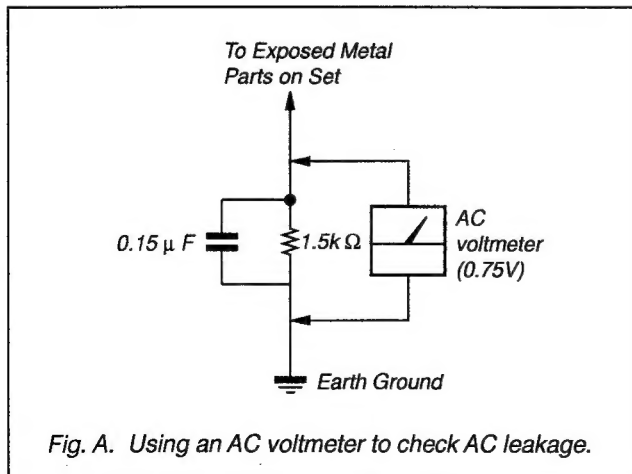 To Exposed Metal
Parts on Set
0.15 μ F
1.5k Ω
AC
voltmeter
(0.75V)
Earth Ground
Fig. A. Using an AC voltmeter to check AC leakage.